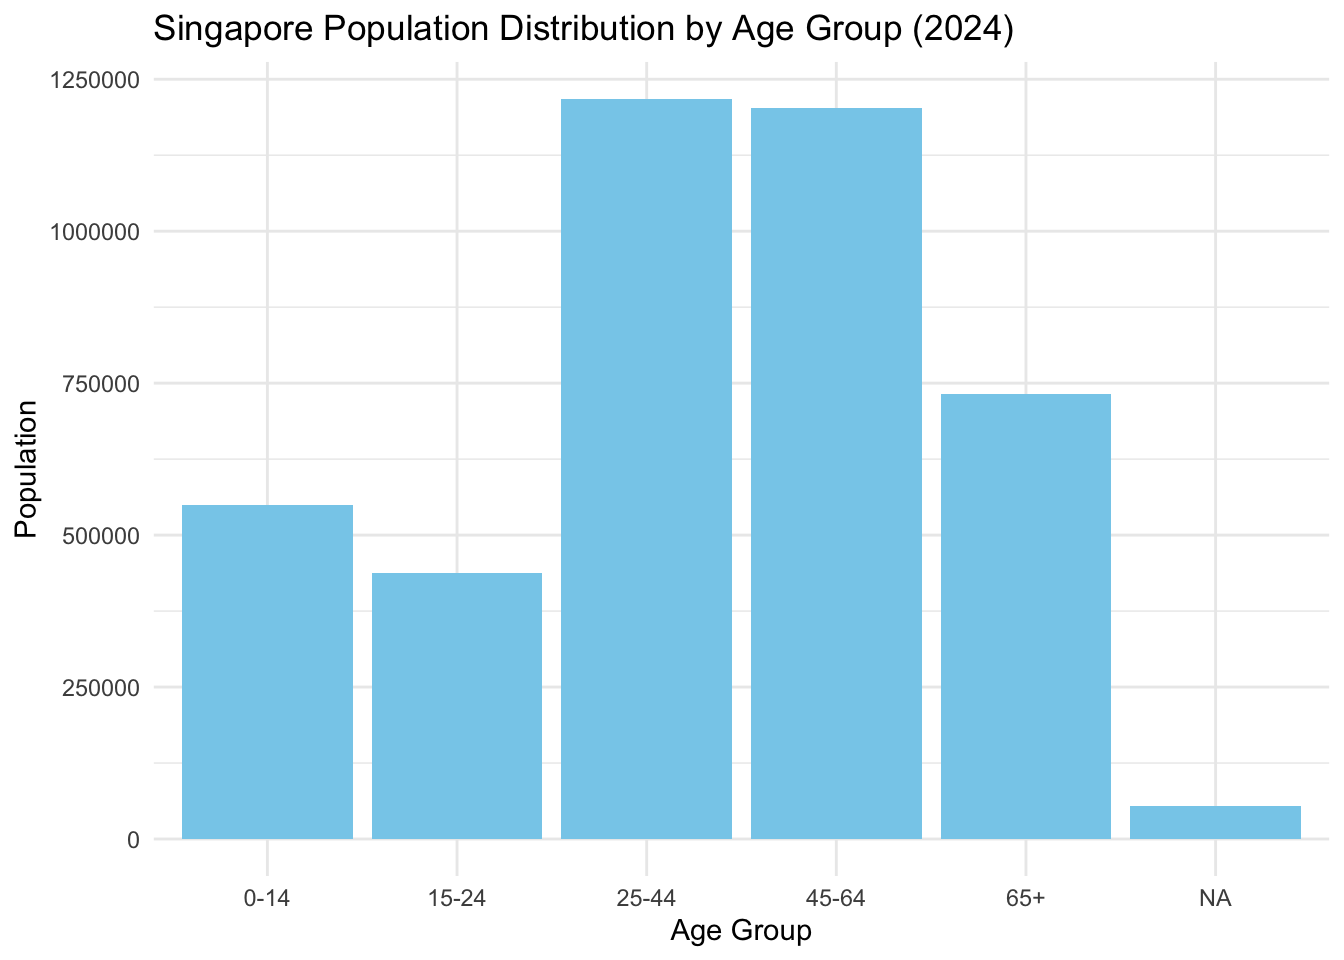 Singapore Population Distribution by Age Group (2024)
1250000
1000000
750000
500000
250000
0
Population
0-14 15-24 25-44 45-64 65+ NA
Age Group